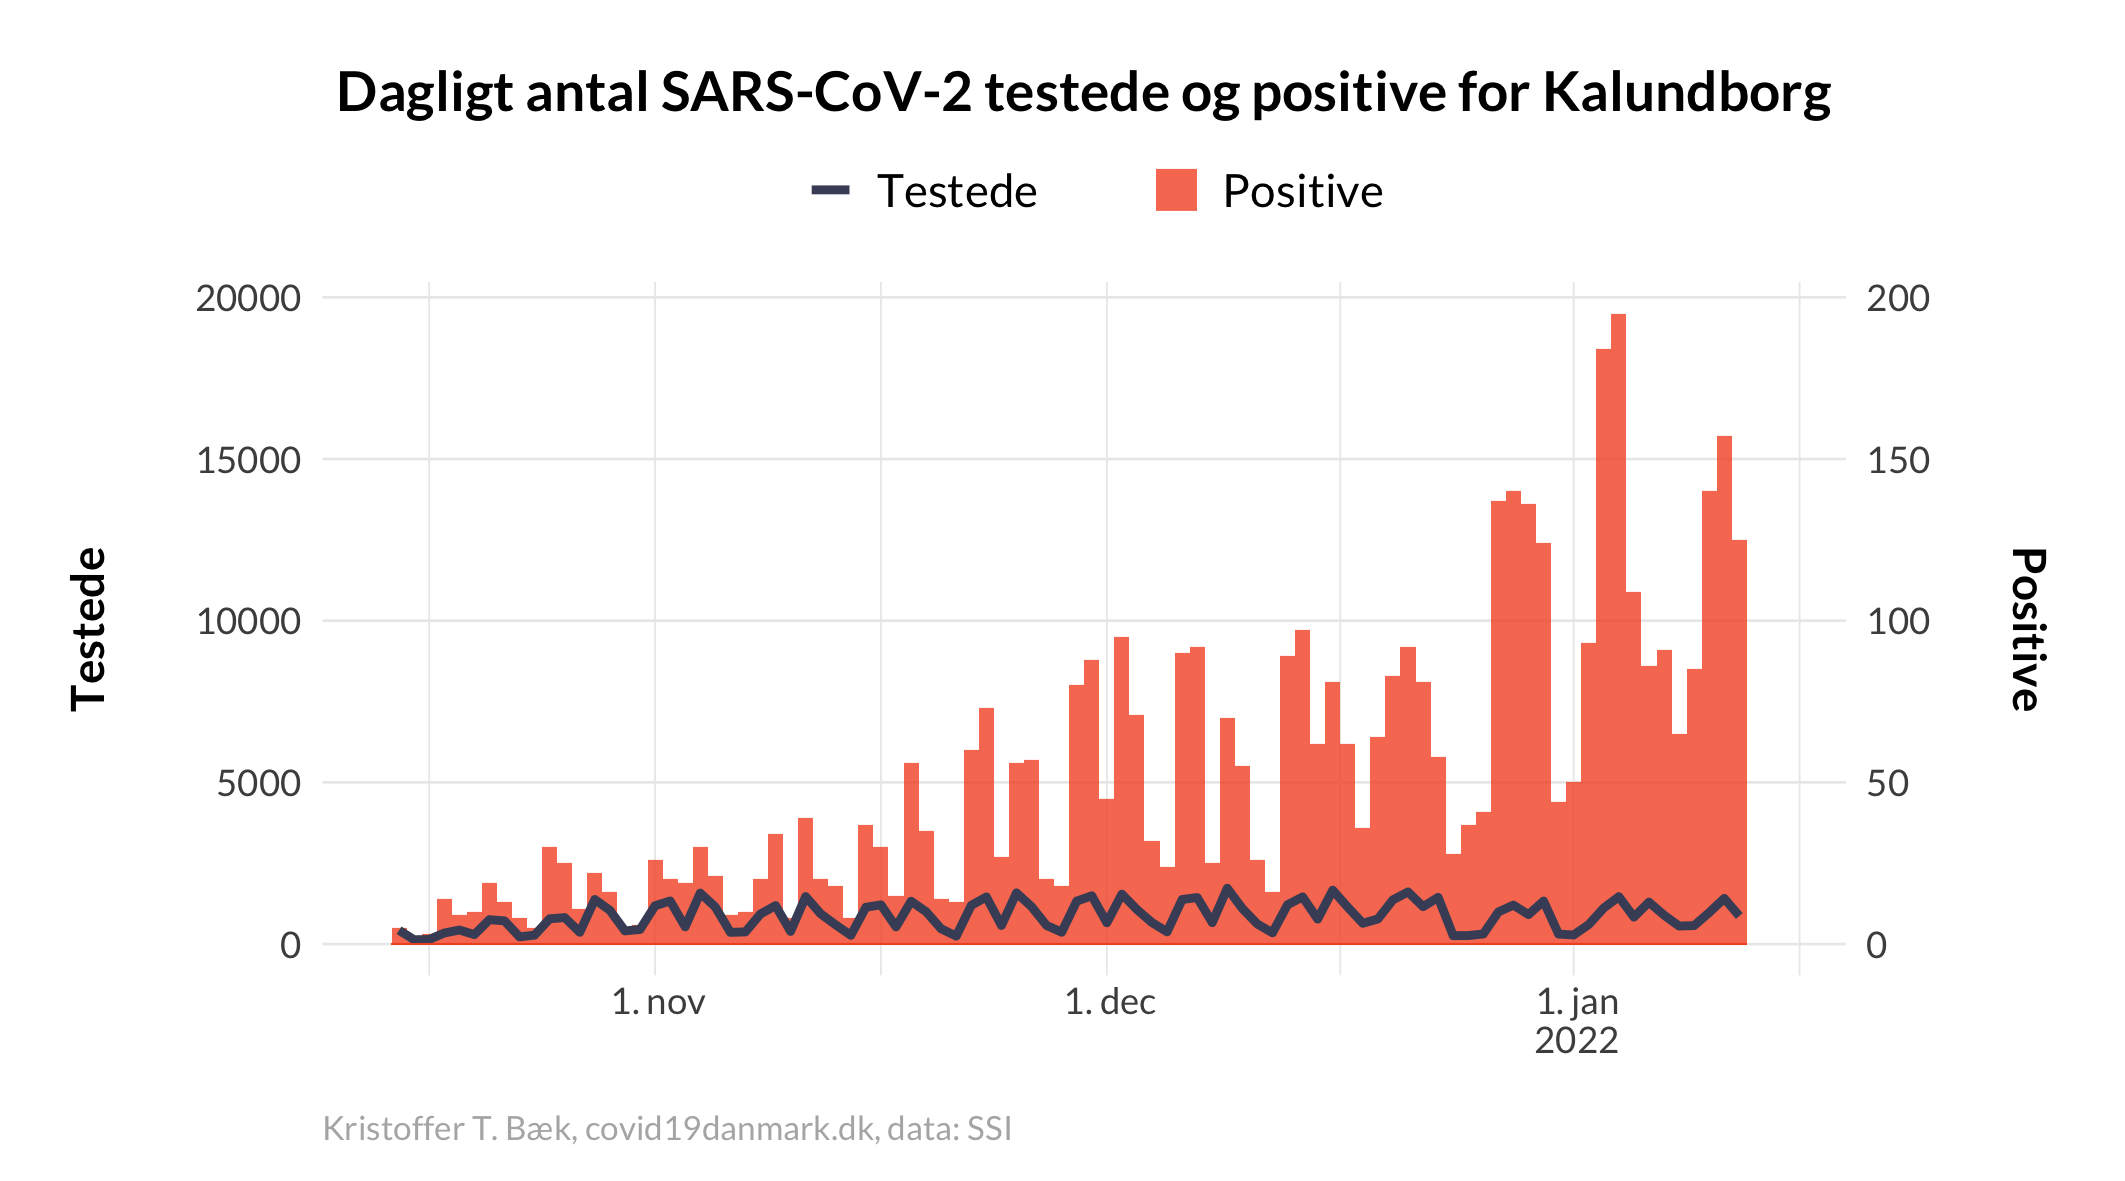 Dagligt antal SARS-CoV-2 testede og positive for Kalundborg
Testede
Positive
20000
15000
10000
5000
0
200
150
100
50
0
Testede
Positive
1. nov
1. dec
1. jan
2022
Kristoffer T. Bæk, covid19danmark.dk, data: SSI